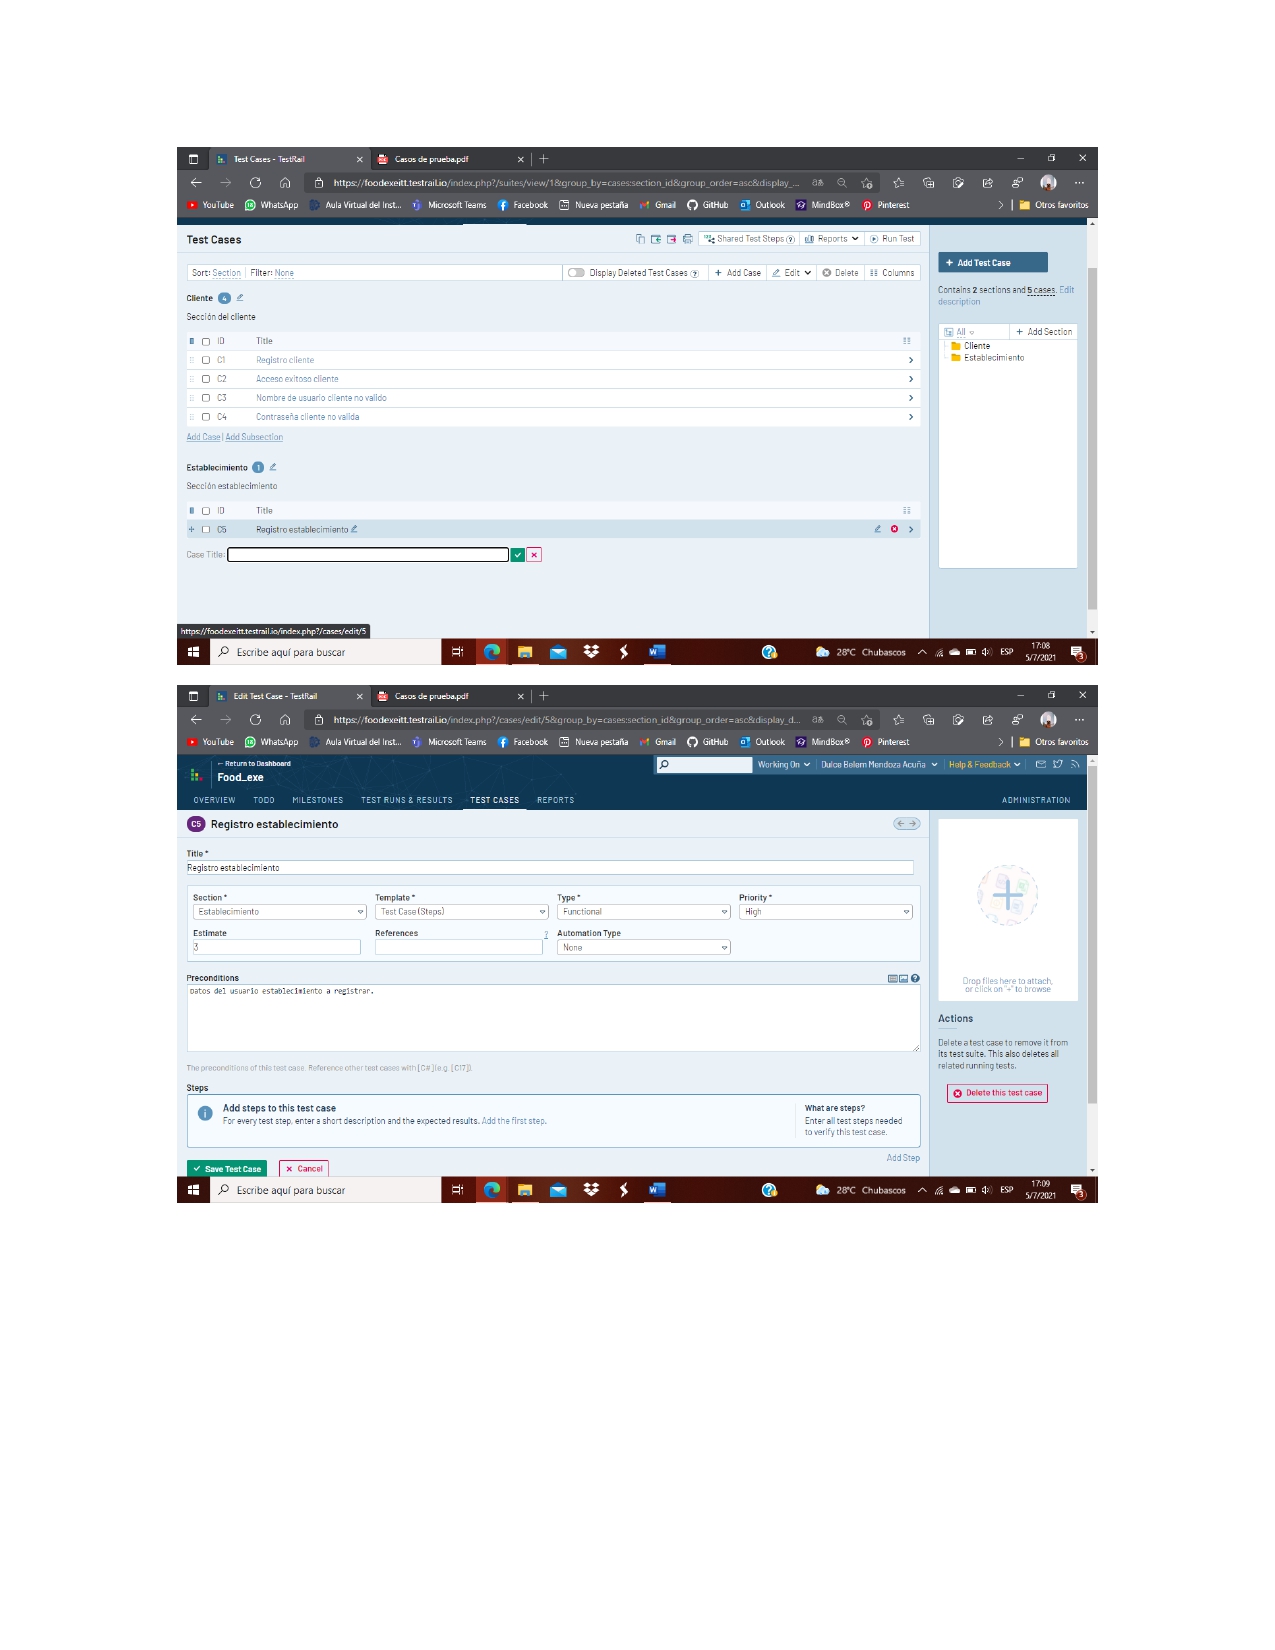 Test Cases - TestRail
Casos de prueba.pdf
https://foodexeitt.testrail.io/index.php?/suites/view/1&group_by=cases:section_id&group_order=asc&display_...
YouTube WhatsApp Aula Virtual del Inst... Microsoft Teams Facebook Nueva pestaña Gmail GitHub Outlook MindBox® Pinterest Otros favoritos
Test Cases
Shared Test Steps Reports Run Test
Sort: Section Filter: None
Display Deleted Test Cases Add Case Edit Delete Columns
Cliente 4
Sección del cliente
ID Title
C1 Registro cliente
C2 Acceso exitoso cliente
C3 Nombre de usuario cliente no valido
C4 Contraseña cliente no valida
Add Case | Add Subsection
Establecimiento 1
Sección establecimiento
ID Title
C5 Registro establecimiento
Case Title:
+ Add Test Case
Contains 2 sections and 5 cases. Edit
description
All + Add Section
Cliente
Establecimiento
https://foodexeitt.testrail.io/index.php?/cases/edit/5
Escribe aquí para buscar
28°C Chubascos ESP 17:08
5/7/2021 3
Edit Test Case - TestRail
Casos de prueba.pdf
https://foodexeitt.testrail.io/index.php?/cases/edit/5&group_by=cases:section_id&group_order=asc&display_d...
YouTube WhatsApp Aula Virtual del Inst... Microsoft Teams Facebook Nueva pestaña Gmail GitHub Outlook MindBox® Pinterest Otros favoritos
← Return to Dashboard
Food_exe
Working On Dulce Belem Mendoza Acuña Help & Feedback
OVERVIEW TODO MILESTONES TEST RUNS & RESULTS TEST CASES REPORTS ADMINISTRATION
C5 Registro establecimiento
Title *
Registro establecimiento
Section * Template * Type * Priority *
Establecimiento Test Case (Steps) Functional High
Estimate References ? Automation Type
3 None
Preconditions
Datos del usuario establecimiento a registrar.
The preconditions of this test case. Reference other test cases with [C#] (e.g. [C17]).
Steps
Add steps to this test case
For every test step, enter a short description and the expected results. Add the first step.
What are steps?
Enter all test steps needed
to verify this test case.
Add Step
Save Test Case Cancel
Drop files here to attach,
or click on "+" to browse
Actions
Delete a test case to remove it from
its test suite. This also deletes all
related running tests.
Delete this test case
Escribe aquí para buscar
28°C Chubascos ESP 17:09
5/7/2021 3